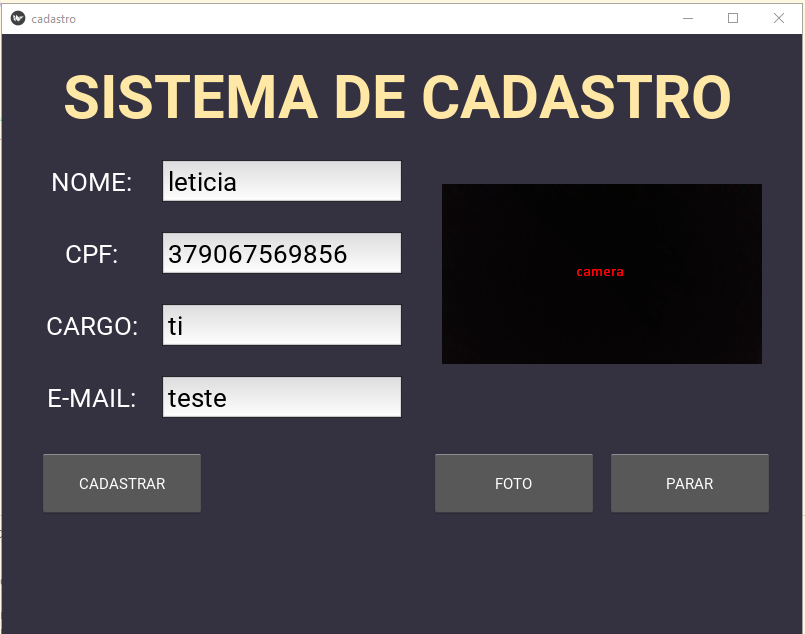 cadastro
SISTEMA DE CADASTRO
NOME: leticia
CPF: 379067569856
camera
CARGO: ti
E-MAIL: teste
CADASTRAR FOTO PARAR